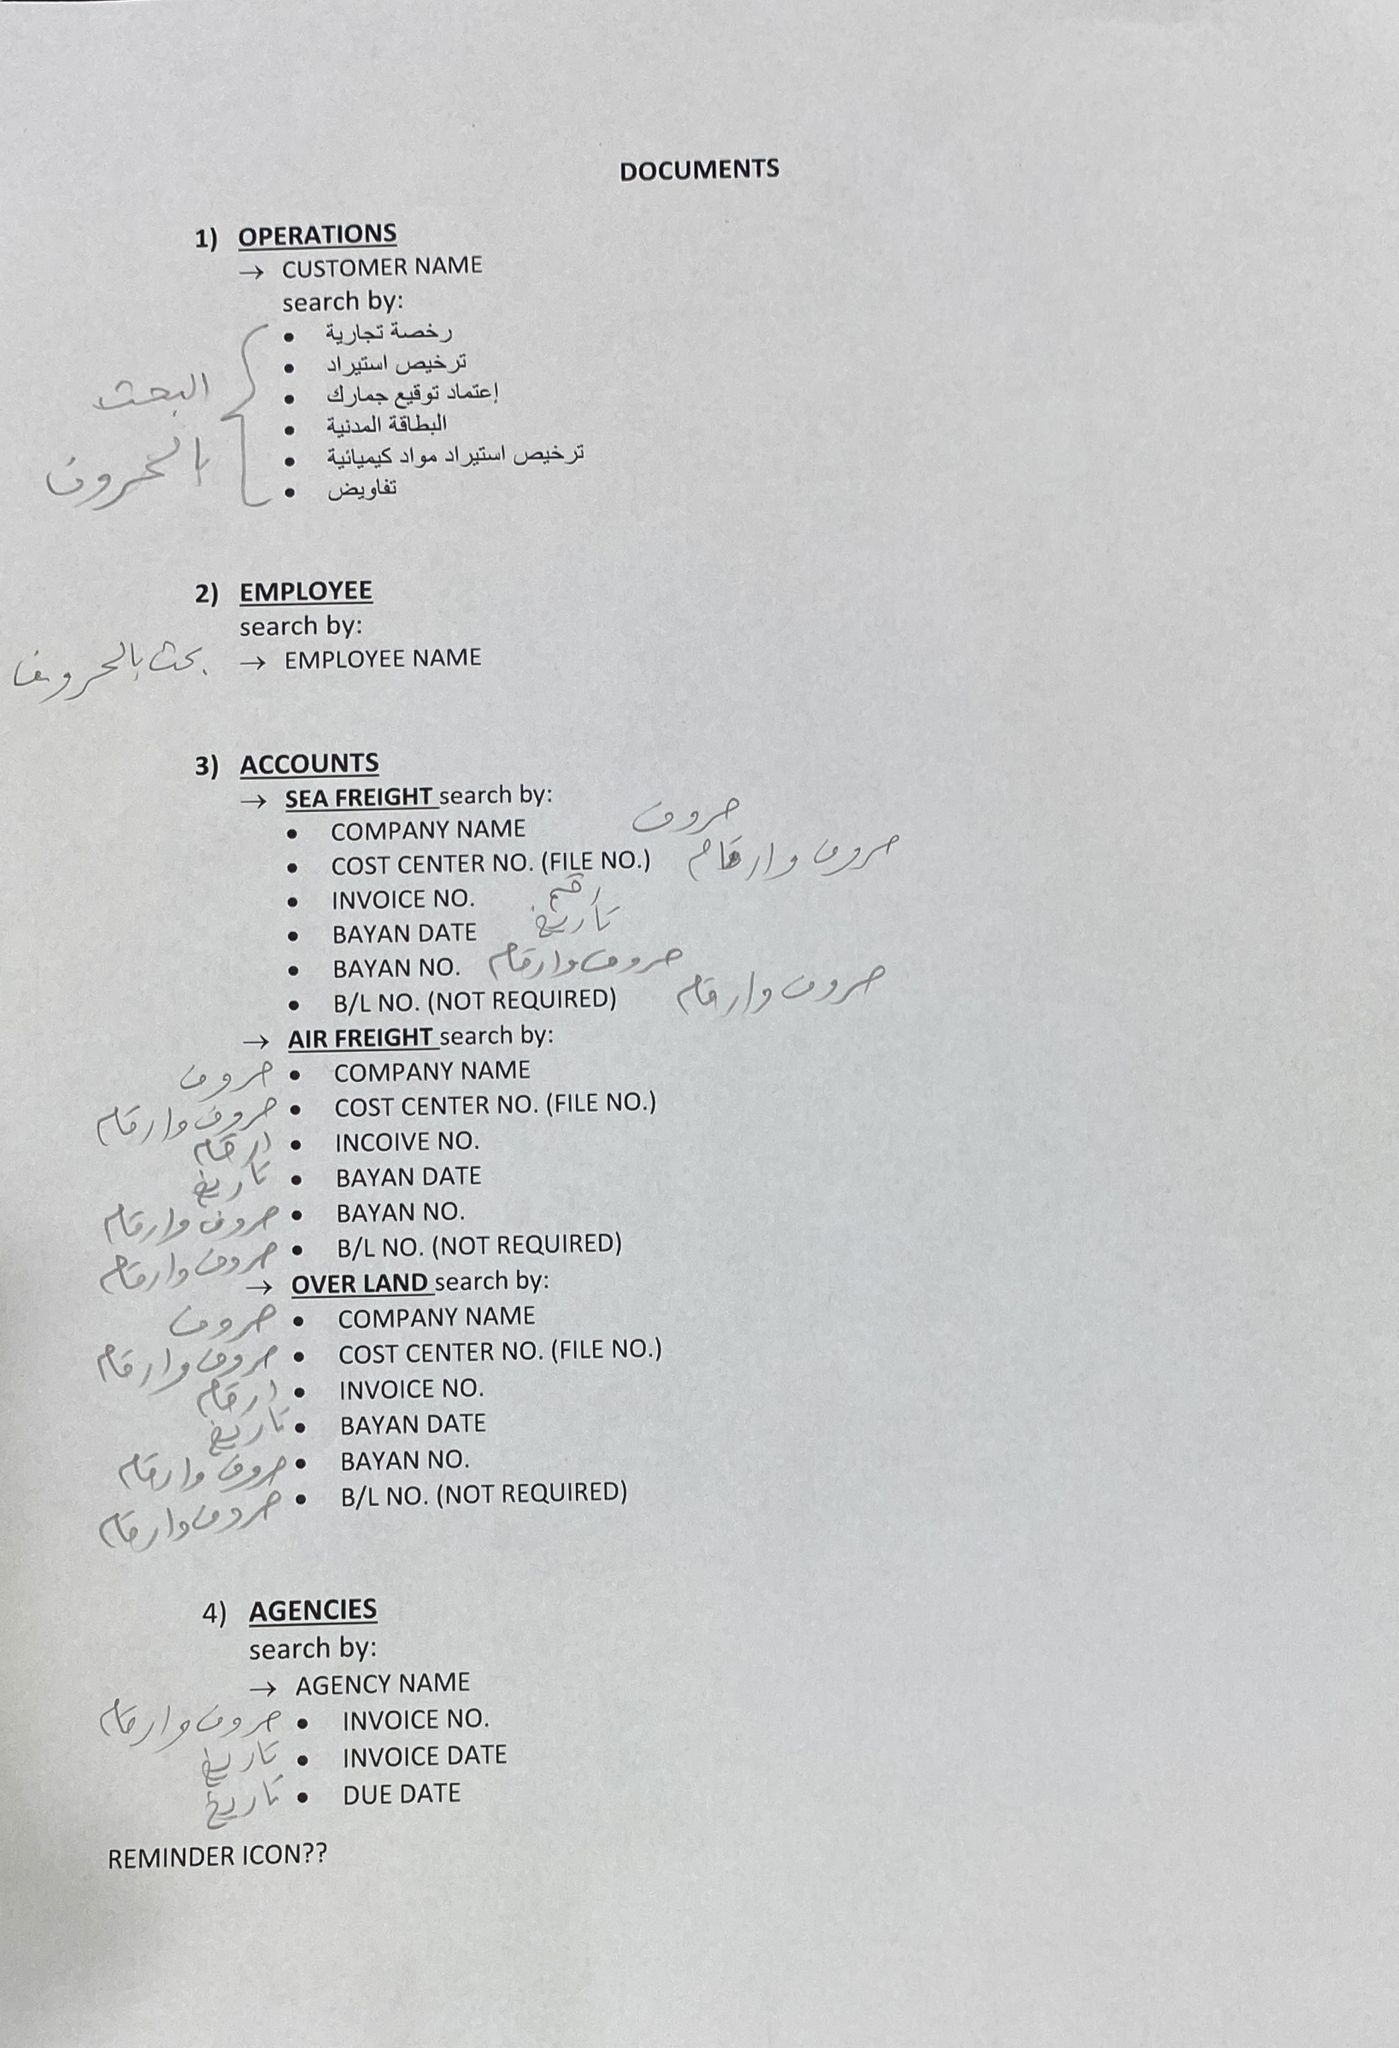 DOCUMENTS
1) OPERATIONS
→ CUSTOMER NAME
search by:
• رخصة تجارية
• ترخيص استيراد
• إعتماد توقيع جمارك
• البطاقة المدنية
• ترخيص استيراد مواد كيميائية
• تفاويض
البحث
بالحروف
2) EMPLOYEE
search by:
→ EMPLOYEE NAME بحث بالحروف
3) ACCOUNTS
→ SEA FREIGHT search by:
• COMPANY NAME حروف
• COST CENTER NO. (FILE NO.) حروف وارقام
• INVOICE NO. رقم
• BAYAN DATE تاريخ
• BAYAN NO. حروف وارقام
• B/L NO. (NOT REQUIRED) حروف وارقام
→ AIR FREIGHT search by:
حروف • COMPANY NAME
حروف وارقام • COST CENTER NO. (FILE NO.)
ارقام • INCOIVE NO.
تاريخ • BAYAN DATE
حروف وارقام • BAYAN NO.
حروف وارقام • B/L NO. (NOT REQUIRED)
→ OVER LAND search by:
حروف • COMPANY NAME
حروف وارقام • COST CENTER NO. (FILE NO.)
ارقام • INVOICE NO.
تاريخ • BAYAN DATE
حروف وارقام • BAYAN NO.
حروف وارقام • B/L NO. (NOT REQUIRED)
4) AGENCIES
search by:
→ AGENCY NAME
حروف وارقام • INVOICE NO.
تاريخ • INVOICE DATE
تاريخ • DUE DATE
REMINDER ICON??